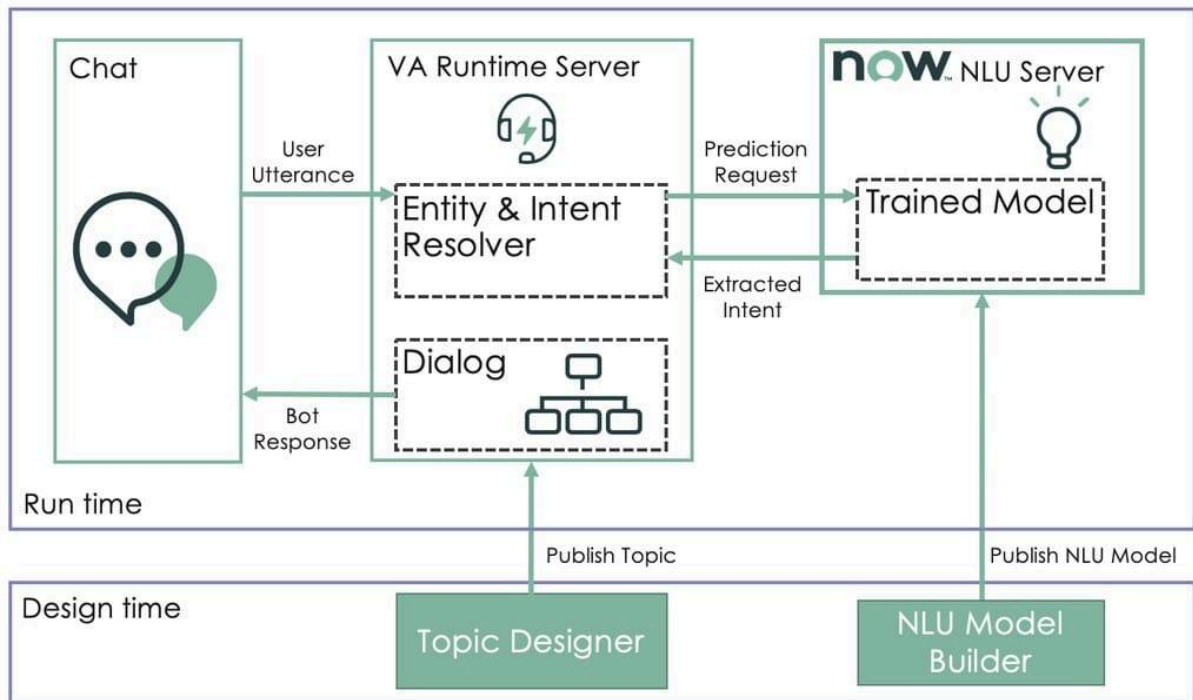 Chat
VA Runtime Server
now™ NLU Server
User
Utterance
Prediction
Request
Entity & Intent
Resolver
Trained Model
Extracted
Intent
Dialog
Bot
Response
Run time
Publish Topic
Publish NLU Model
Design time
Topic Designer
NLU Model
Builder